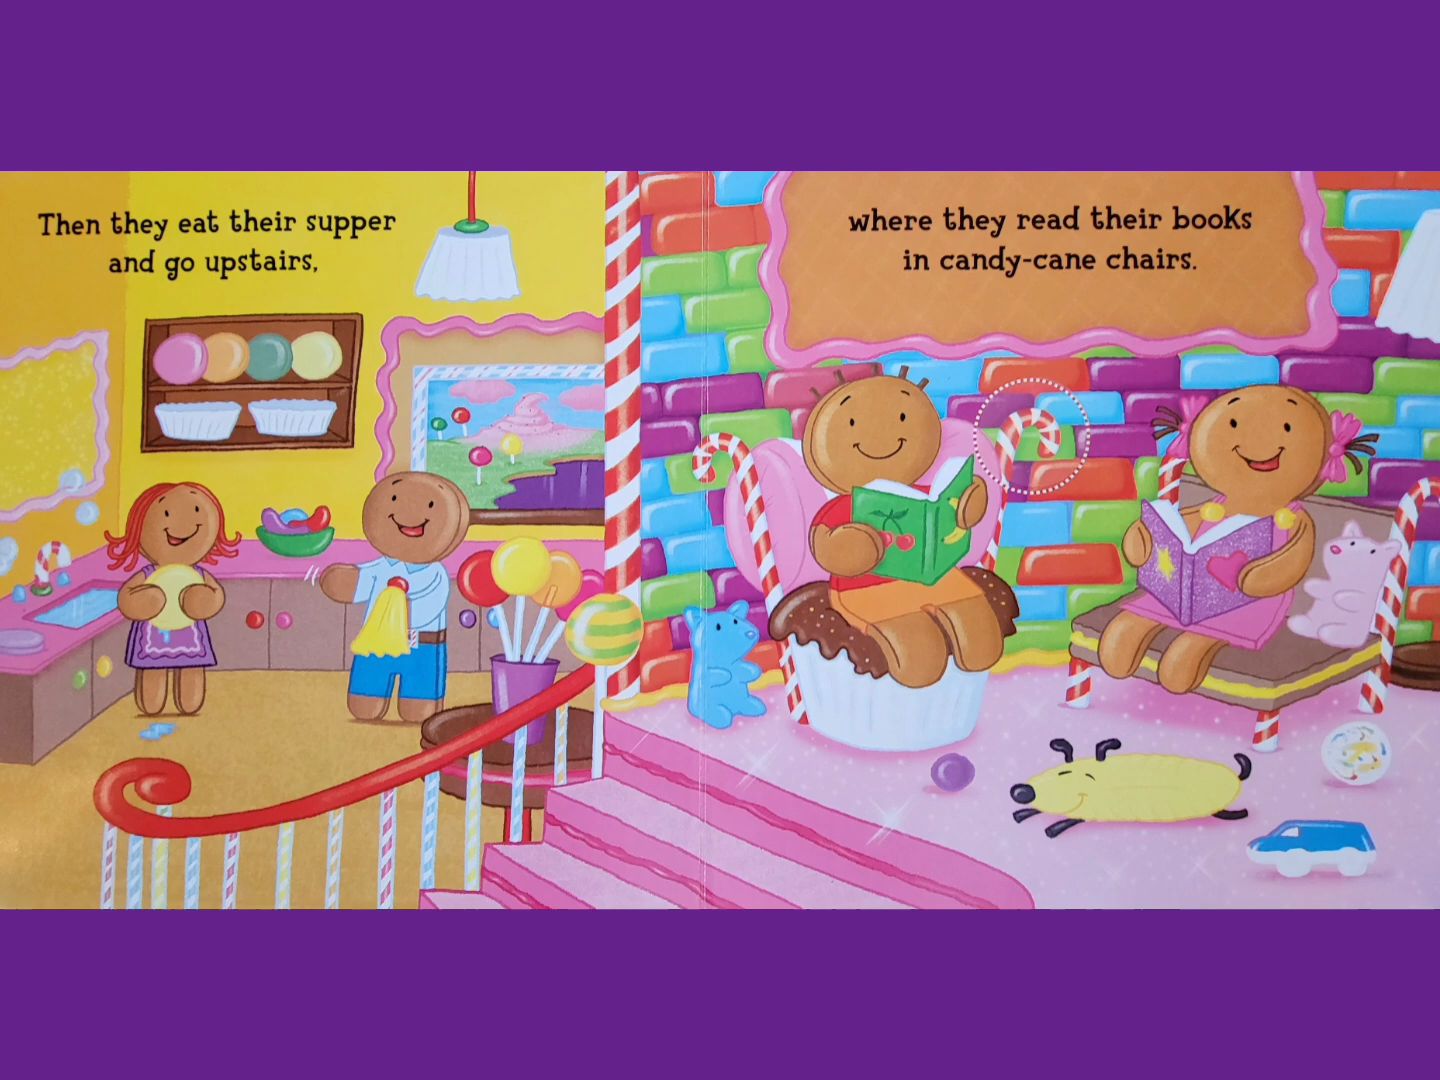 Then they eat their supper
and go upstairs,
where they read their books
in candy-cane chairs.